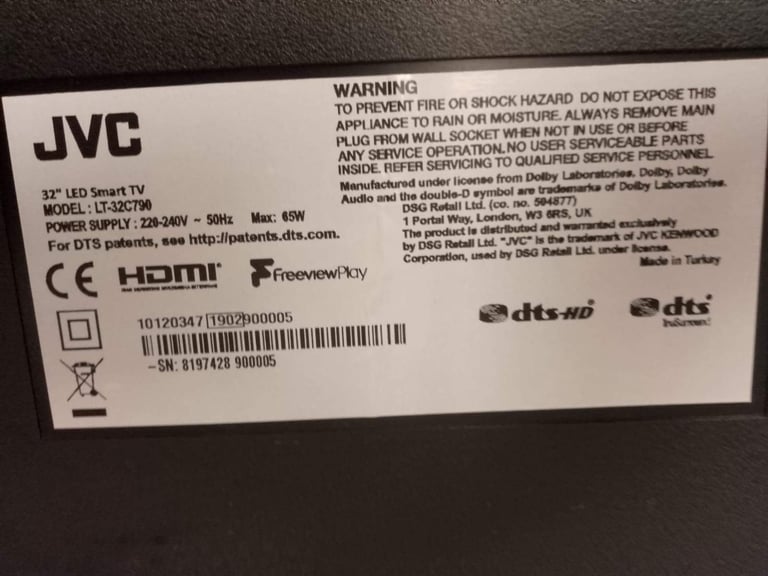 JVC
32" LED Smart TV
MODEL : LT-32C790
POWER SUPPLY : 220-240V ~ 50Hz Max: 65W
For DTS patents, see http://patents.dts.com.
CE HDMI FreeviewPlay
10120347 1902 900005
-SN: 8197428 900005
WARNING
TO PREVENT FIRE OR SHOCK HAZARD DO NOT EXPOSE THIS
APPLIANCE TO RAIN OR MOISTURE. ALWAYS REMOVE MAIN
PLUG FROM WALL SOCKET WHEN NOT IN USE OR BEFORE
ANY SERVICE OPERATION. NO USER SERVICEABLE PARTS
INSIDE. REFER SERVICING TO QUALIFIED SERVICE PERSONNEL
Manufactured under license from Dolby Laboratories. Dolby, Dolby
Audio and the double-D symbol are trademarks of Dolby Laboratories.
DSG Retail Ltd. (co. no. 504877)
1 Portal Way, London, W3 6RS, UK
The product is distributed and warranted exclusively
by DSG Retail Ltd. "JVC" is the trademark of JVC KENWOOD
Corporation, used by DSG Retail Ltd. under license.
Made in Turkey
dts-HD dts